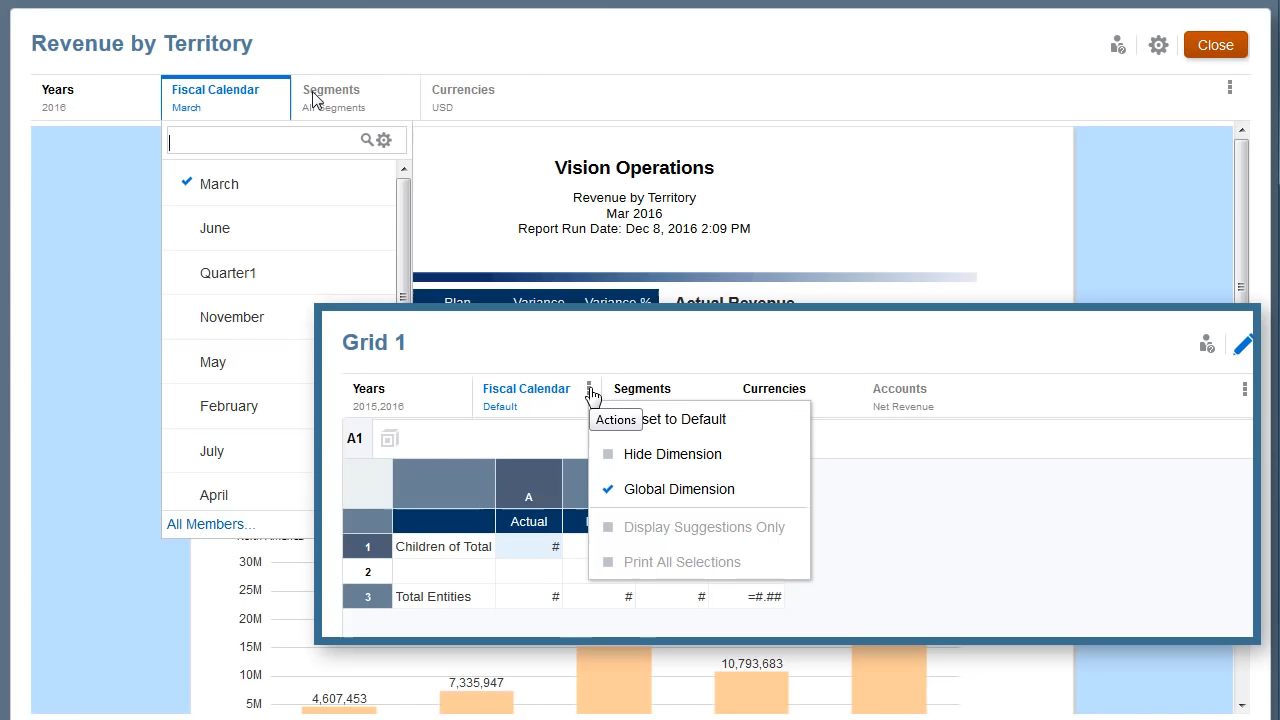 Revenue by Territory
Close
Years
2016
Fiscal Calendar
March
Segments
All Segments
Currencies
USD
March
June
Quarter1
November
May
February
July
April
All Members...
Vision Operations
Revenue by Territory
Mar 2016
Report Run Date: Dec 8, 2016 2:09 PM
Plan Variance Variance % Actual Revenue
Grid 1
Years
2015,2016
Fiscal Calendar
Default
Segments
Currencies
Accounts
Net Revenue
A1
Actions
set to Default
Hide Dimension
Global Dimension
Display Suggestions Only
Print All Selections
A
Actual
1 Children of Total #
2
3 Total Entities # # # =#.##
North America
30M
25M
20M
15M
10M
5M
4,607,453
7,335,947
10,793,683